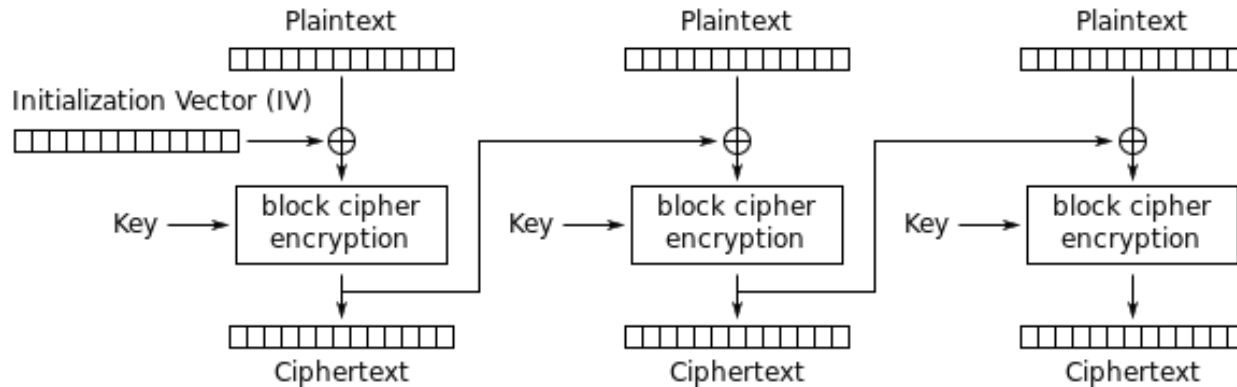 Plaintext
Plaintext
Plaintext
Initialization Vector (IV)
Key
block cipher
encryption
Key
block cipher
encryption
Key
block cipher
encryption
Ciphertext
Ciphertext
Ciphertext